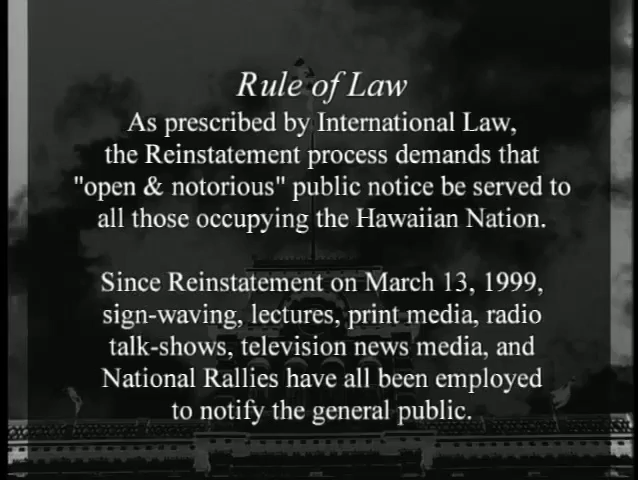 Rule of Law
As prescribed by International Law,
the Reinstatement process demands that
"open & notorious" public notice be served to
all those occupying the Hawaiian Nation.
Since Reinstatement on March 13, 1999,
sign-waving, lectures, print media, radio
talk-shows, television news media, and
National Rallies have all been employed
to notify the general public.